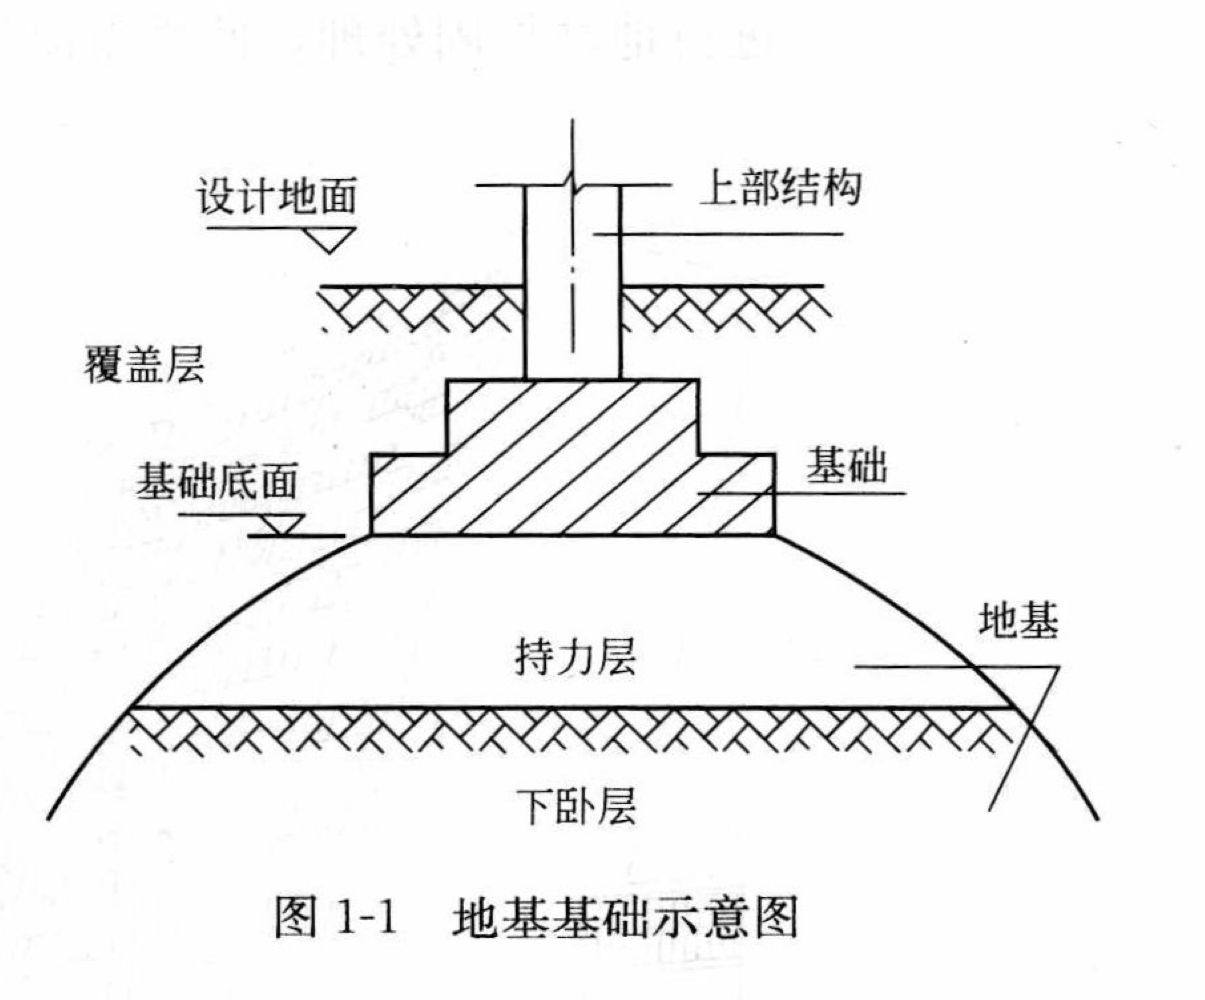 设计地面
上部结构
覆盖层
基础底面
基础
地基
持力层
下卧层
图 1-1 地基基础示意图